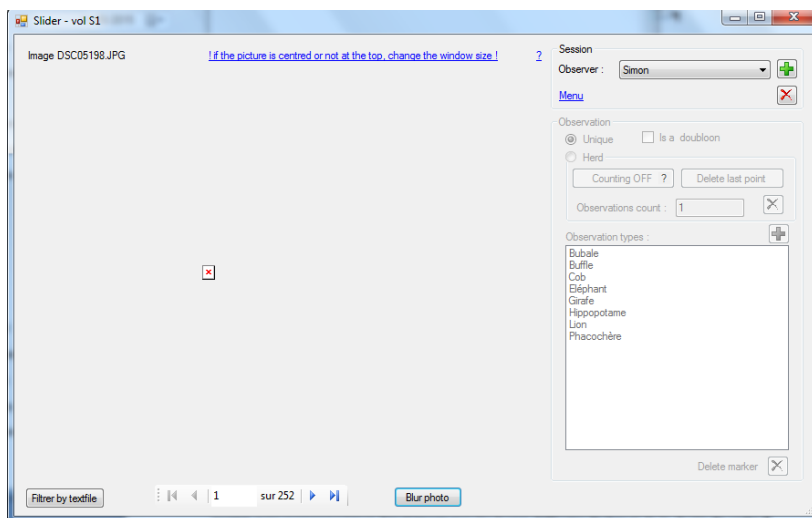 Slider - vol S1
Image DSC05198.JPG
! if the picture is centred or not at the top, change the window size !
?
Session
Observer :
Simon
Menu
Observation
Unique
Is a doubloon
Herd
Counting OFF ?
Delete last point
Observations count :
1
Observation types :
Bubale
Buffle
Cob
Eléphant
Girafe
Hippopotame
Lion
Phacochère
Delete marker
Filtrer by textfile
1
sur 252
Blur photo